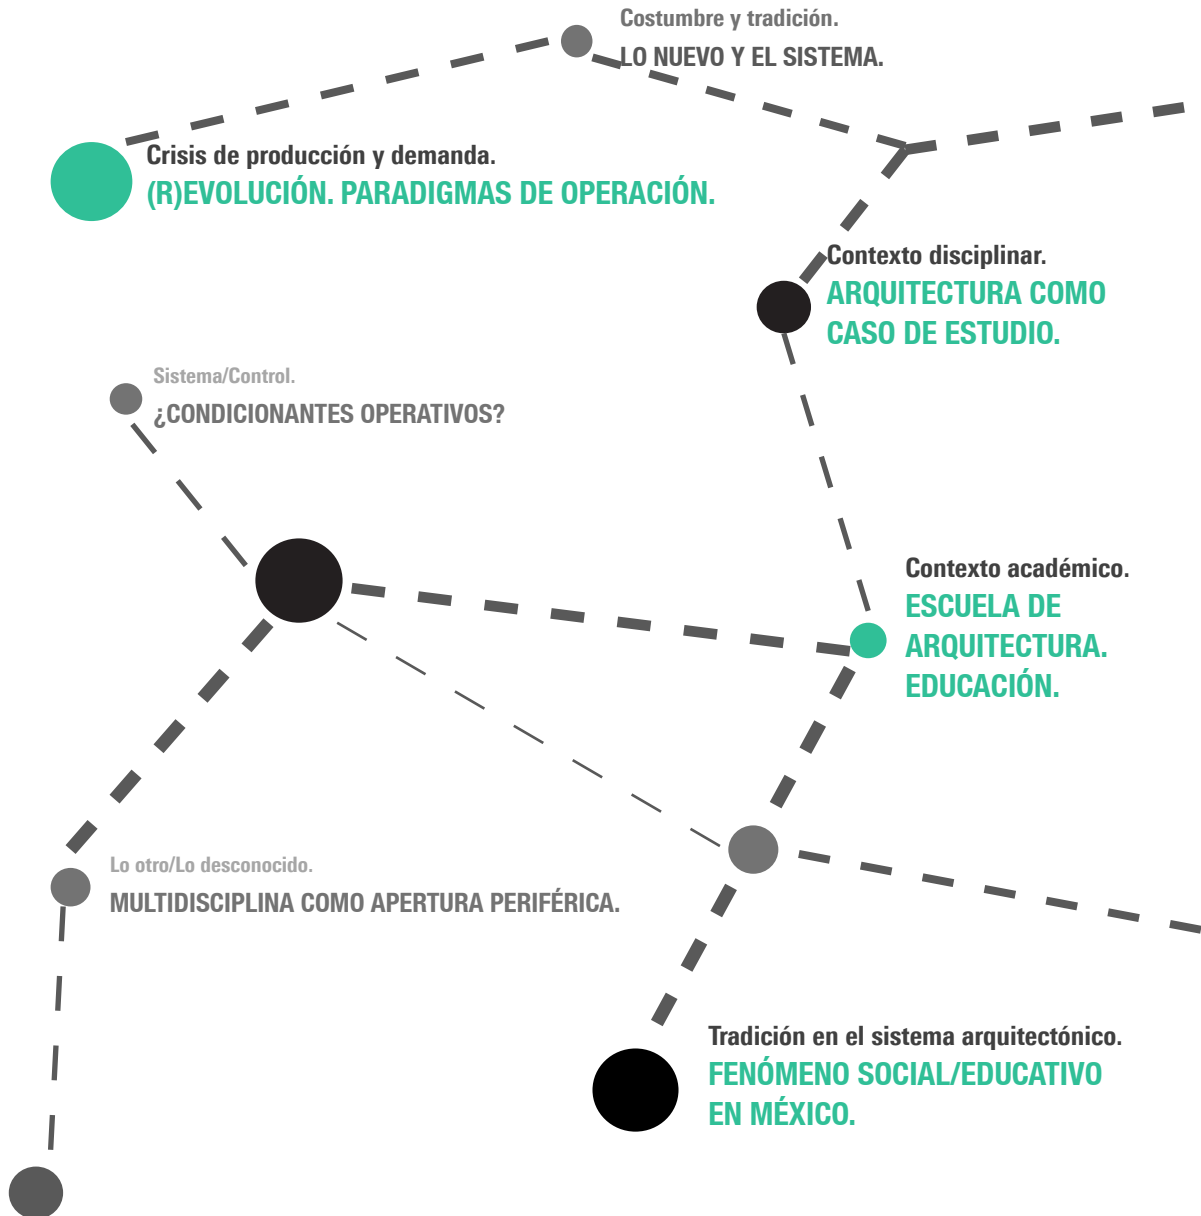 Costumbre y tradición.
LO NUEVO Y EL SISTEMA.
Crisis de producción y demanda.
(R)EVOLUCIÓN. PARADIGMAS DE OPERACIÓN.
Contexto disciplinar.
ARQUITECTURA COMO
CASO DE ESTUDIO.
Sistema/Control.
¿CONDICIONANTES OPERATIVOS?
Contexto académico.
ESCUELA DE
ARQUITECTURA.
EDUCACIÓN.
Lo otro/Lo desconocido.
MULTIDISCIPLINA COMO APERTURA PERIFÉRICA.
Tradición en el sistema arquitectónico.
FENÓMENO SOCIAL/EDUCATIVO
EN MÉXICO.